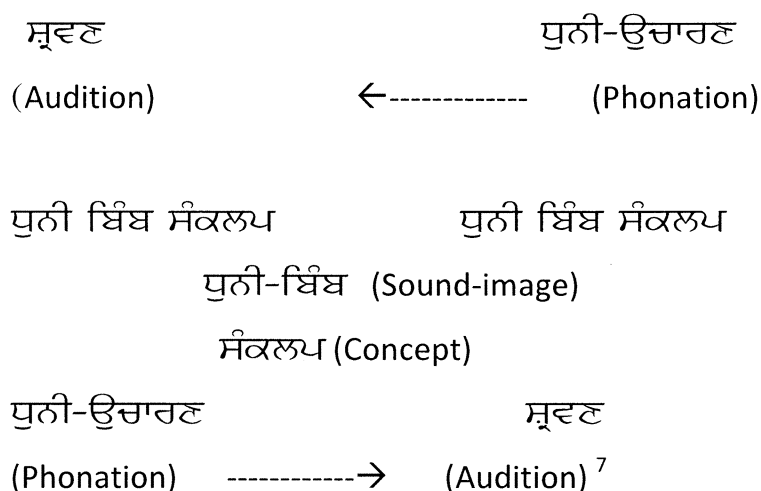 ਸ਼੍ਰਵਣ ਧੁਨੀ-ਉਚਾਰਣ
(Audition) ←------------- (Phonation)
ਧੁਨੀ ਬਿੰਬ ਸੰਕਲਪ ਧੁਨੀ ਬਿੰਬ ਸੰਕਲਪ
ਧੁਨੀ-ਬਿੰਬ (Sound-image)
ਸੰਕਲਪ (Concept)
ਧੁਨੀ-ਉਚਾਰਣ ਸ਼੍ਰਵਣ
(Phonation) ------------→ (Audition) 7